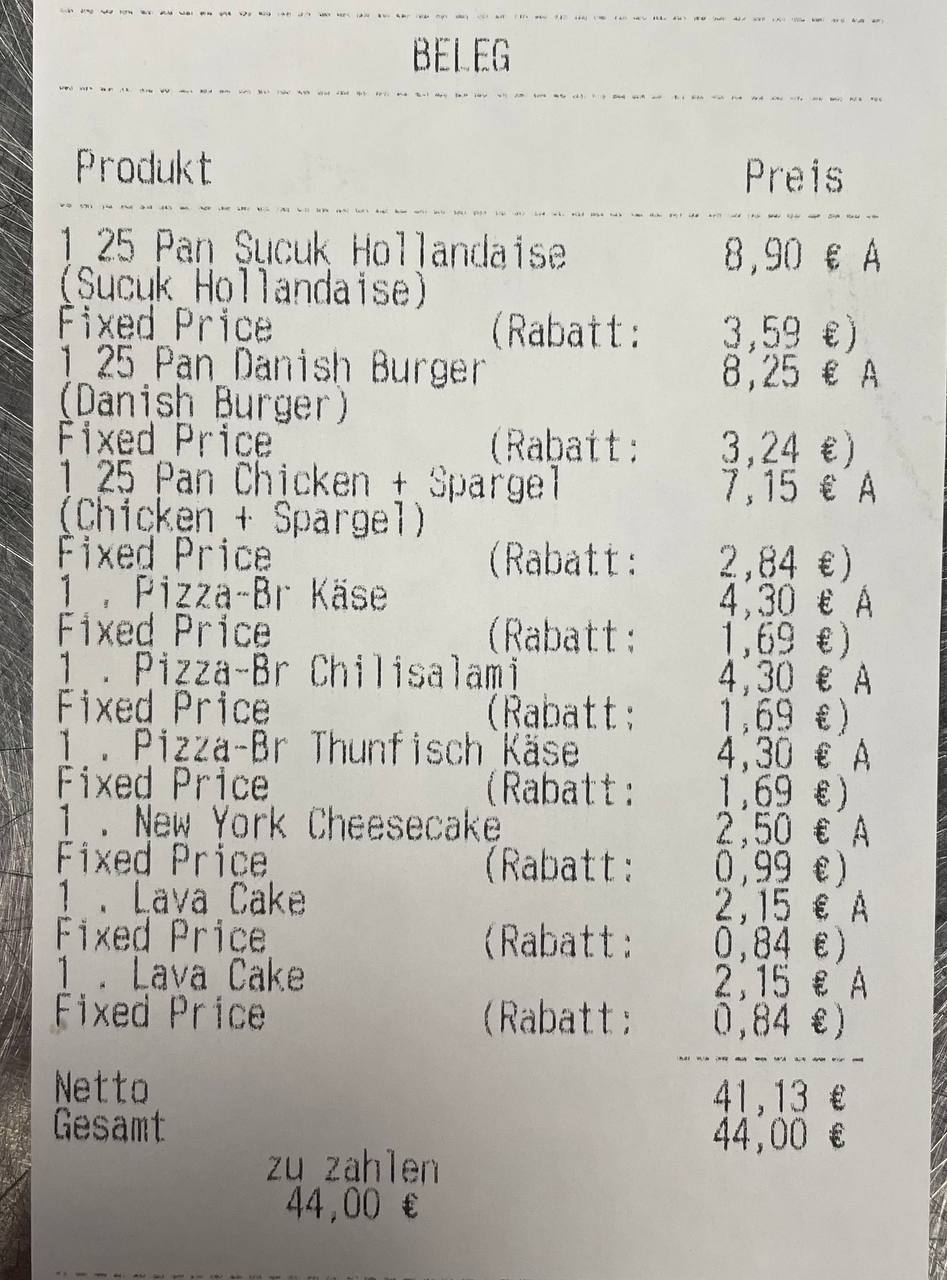 BELEG
Produkt Preis
1 25 Pan Sucuk Hollandaise 8,90 € A
(Sucuk Hollandaise)
Fixed Price (Rabatt: 3,59 €)
1 25 Pan Danish Burger 8,25 € A
(Danish Burger)
Fixed Price (Rabatt: 3,24 €)
1 25 Pan Chicken + Spargel 7,15 € A
(Chicken + Spargel)
Fixed Price (Rabatt: 2,84 €)
1 . Pizza-Br Käse 4,30 € A
Fixed Price (Rabatt: 1,69 €)
1 . Pizza-Br Chilisalami 4,30 € A
Fixed Price (Rabatt: 1,69 €)
1 . Pizza-Br Thunfisch Käse 4,30 € A
Fixed Price (Rabatt: 1,69 €)
1 . New York Cheesecake 2,50 € A
Fixed Price (Rabatt: 0,99 €)
1 . Lava Cake 2,15 € A
Fixed Price (Rabatt: 0,84 €)
1 . Lava Cake 2,15 € A
Fixed Price (Rabatt: 0,84 €)
Netto 41,13 €
Gesamt 44,00 €
zu zahlen
44,00 €